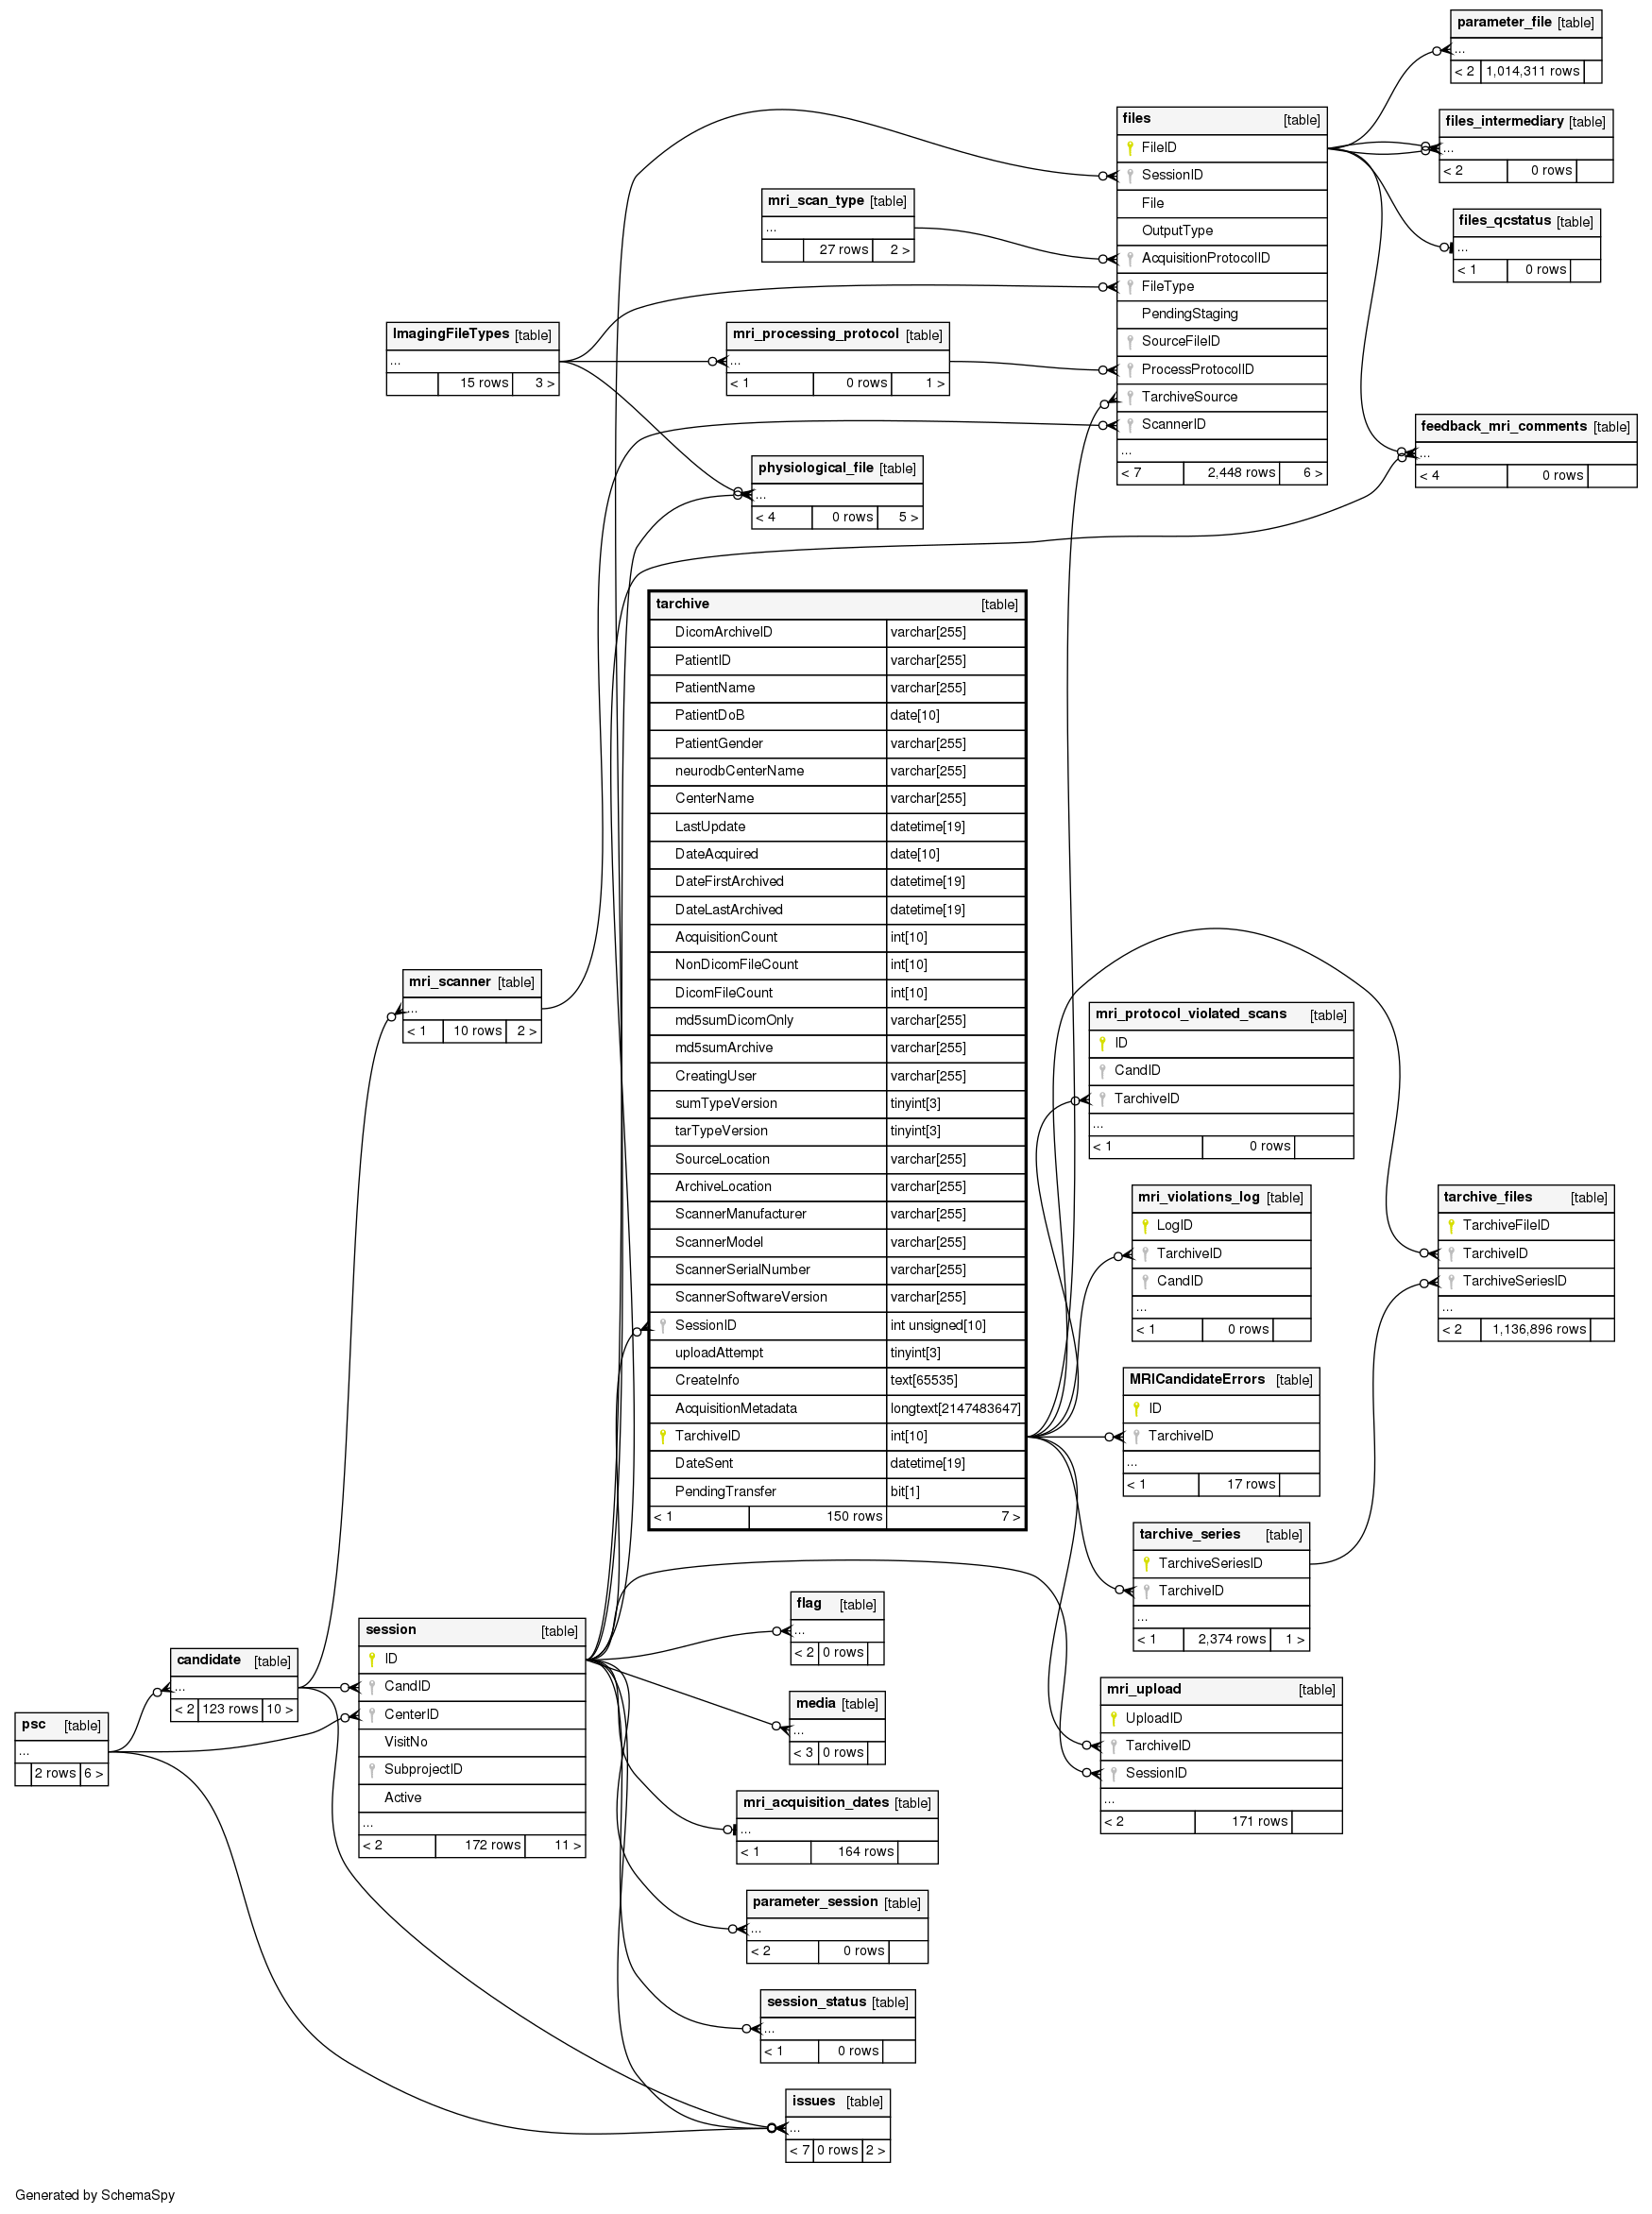 parameter_file [table]
...
< 2 1,014,311 rows
files [table]
FileID
SessionID
File
OutputType
AcquisitionProtocolID
FileType
PendingStaging
SourceFileID
ProcessProtocolID
TarchiveSource
ScannerID
...
< 7 2,448 rows 6 >
files_intermediary [table]
...
< 2 0 rows
mri_scan_type [table]
...
27 rows 2 >
files_qcstatus [table]
...
< 1 0 rows
ImagingFileTypes [table]
...
15 rows 3 >
mri_processing_protocol [table]
...
< 1 0 rows 1 >
feedback_mri_comments [table]
...
< 4 0 rows
physiological_file [table]
...
< 4 0 rows 5 >
tarchive [table]
DicomArchiveID varchar[255]
PatientID varchar[255]
PatientName varchar[255]
PatientDoB date[10]
PatientGender varchar[255]
neurodbCenterName varchar[255]
CenterName varchar[255]
LastUpdate datetime[19]
DateAcquired date[10]
DateFirstArchived datetime[19]
DateLastArchived datetime[19]
AcquisitionCount int[10]
NonDicomFileCount int[10]
DicomFileCount int[10]
md5sumDicomOnly varchar[255]
md5sumArchive varchar[255]
CreatingUser varchar[255]
sumTypeVersion tinyint[3]
tarTypeVersion tinyint[3]
SourceLocation varchar[255]
ArchiveLocation varchar[255]
ScannerManufacturer varchar[255]
ScannerModel varchar[255]
ScannerSerialNumber varchar[255]
ScannerSoftwareVersion varchar[255]
SessionID int unsigned[10]
uploadAttempt tinyint[3]
CreateInfo text[65535]
AcquisitionMetadata longtext[2147483647]
TarchiveID int[10]
DateSent datetime[19]
PendingTransfer bit[1]
< 1 150 rows 7 >
mri_scanner [table]
...
< 1 10 rows 2 >
mri_protocol_violated_scans [table]
ID
CandID
TarchiveID
...
< 1 0 rows
mri_violations_log [table]
LogID
TarchiveID
CandID
...
< 1 0 rows
tarchive_files [table]
TarchiveFileID
TarchiveID
TarchiveSeriesID
...
< 2 1,136,896 rows
MRICandidateErrors [table]
ID
TarchiveID
...
< 1 17 rows
tarchive_series [table]
TarchiveSeriesID
TarchiveID
...
< 1 2,374 rows 1 >
flag [table]
...
< 2 0 rows
session [table]
ID
CandID
CenterID
VisitNo
SubprojectID
Active
...
< 2 172 rows 11 >
candidate [table]
...
< 2 123 rows 10 >
psc [table]
...
2 rows 6 >
media [table]
...
< 3 0 rows
mri_upload [table]
UploadID
TarchiveID
SessionID
...
< 2 171 rows
mri_acquisition_dates [table]
...
< 1 164 rows
parameter_session [table]
...
< 2 0 rows
session_status [table]
...
< 1 0 rows
issues [table]
...
< 7 0 rows 2 >
Generated by SchemaSpy